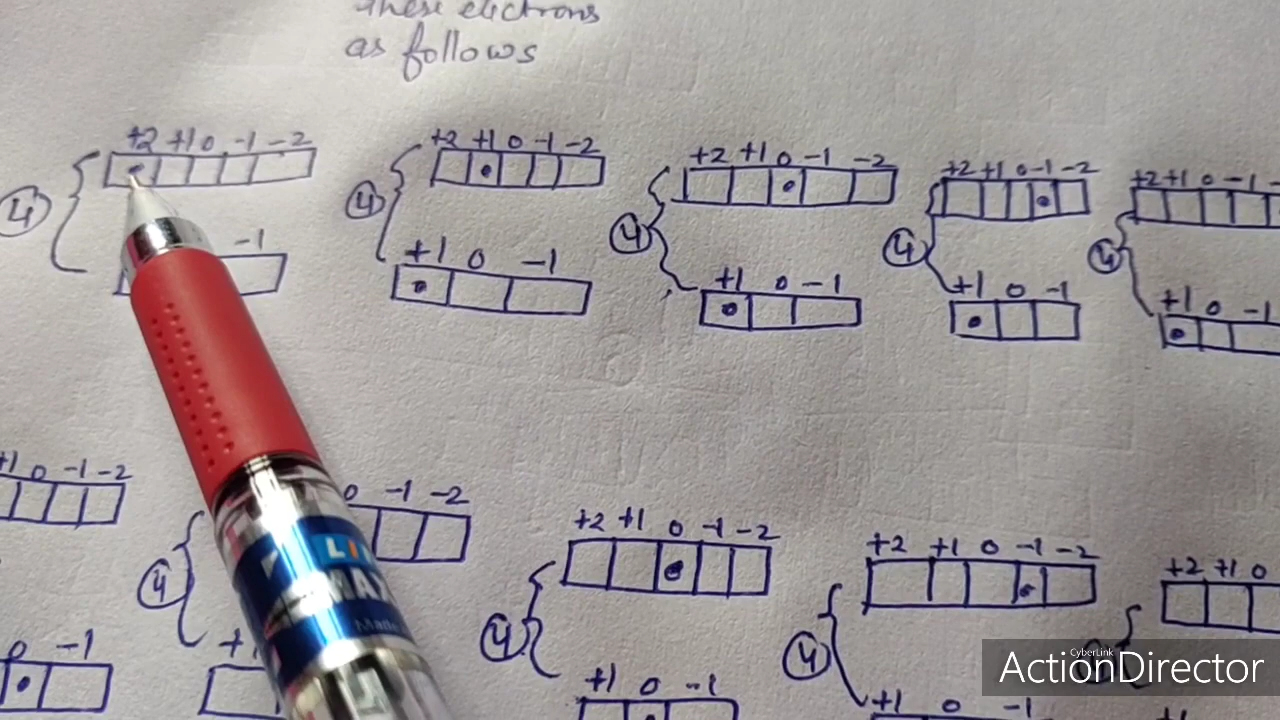 these electrons
as follows
+2 +1 0 -1 -2
+2 +1 0 -1 -2
+2 +1 0 -1 -2
+2 +1 0 -1 -2
+2 +1 0 -1
4
4
4
4
4
-1
+1 0 -1
+1 0 -1
+1 0 -1
+1 0 -1
+1 0 -1 -2
0 -1 -2
+2 +1 0 -1 -2
+2 +1 0 -1 -2
+2 +1 0
4
4
4
0 -1
+1
+1 0 -1
+1 0 -1
CyberLink
ActionDirector